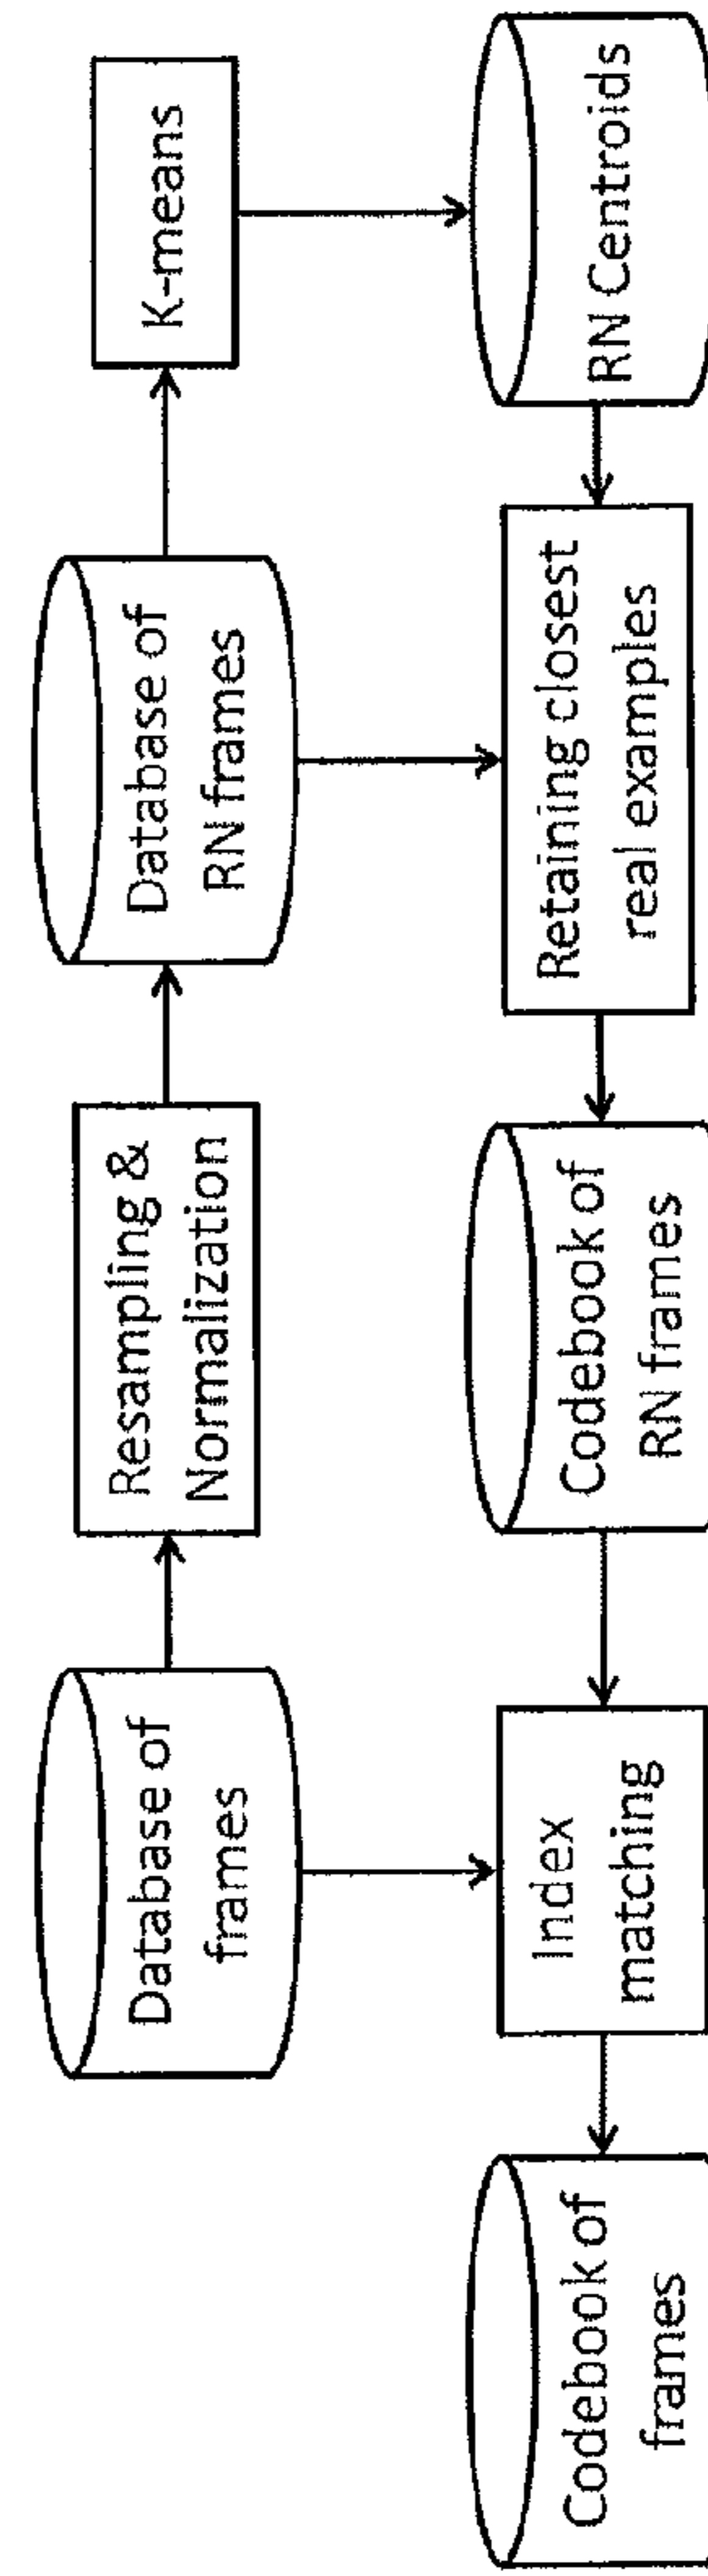 Database of
frames
Resampling &
Normalization
Database of
RN frames
K-means
Codebook of
frames
Index
matching
Codebook of
RN frames
Retaining closest
real examples
RN Centroids